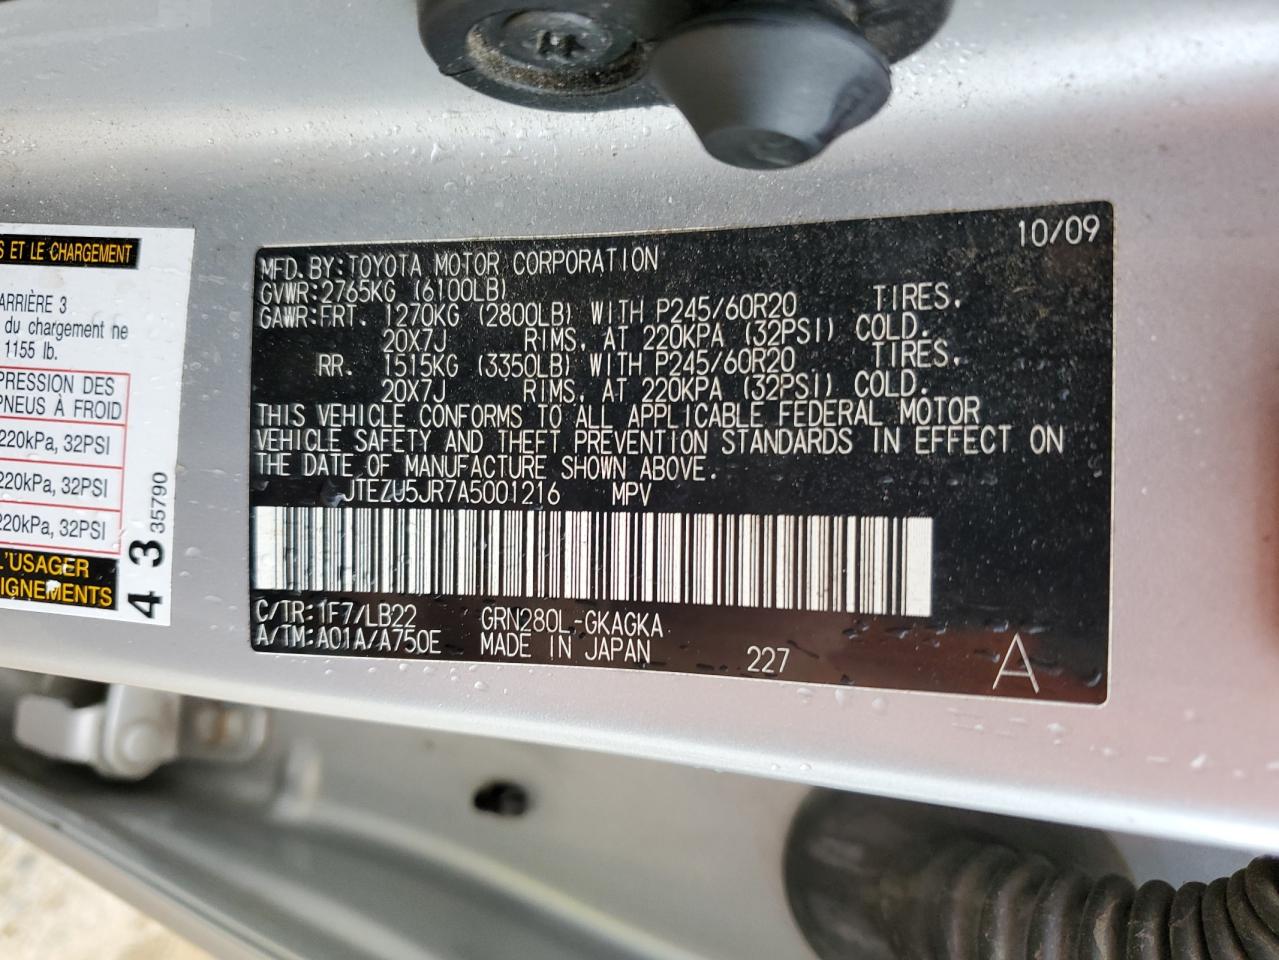 S ET LE CHARGEMENT
ARRIÈRE 3
du chargement ne
1155 lb.
PRESSION DES
PNEUS À FROID
220kPa, 32PSI
220kPa, 32PSI
220kPa, 32PSI
L'USAGER
IGNEMENTS
43
35790
10/09
MFD. BY: TOYOTA MOTOR CORPORATION
GVWR: 2765KG (6100LB)
GAWR: FRT. 1270KG (2800LB) WITH P245/60R20 TIRES,
20X7J RIMS, AT 220KPA (32PSI) COLD.
RR. 1515KG (3350LB) WITH P245/60R20 TIRES,
20X7J RIMS, AT 220KPA (32PSI) COLD.
THIS VEHICLE CONFORMS TO ALL APPLICABLE FEDERAL MOTOR
VEHICLE SAFETY AND THEFT PREVENTION STANDARDS IN EFFECT ON
THE DATE OF MANUFACTURE SHOWN ABOVE.
JTEZU5JR7A5001216 MPV
C/TR: 1F7/LB22 GRN280L-GKAGKA
A/TM: A01A/A750E MADE IN JAPAN 227 A